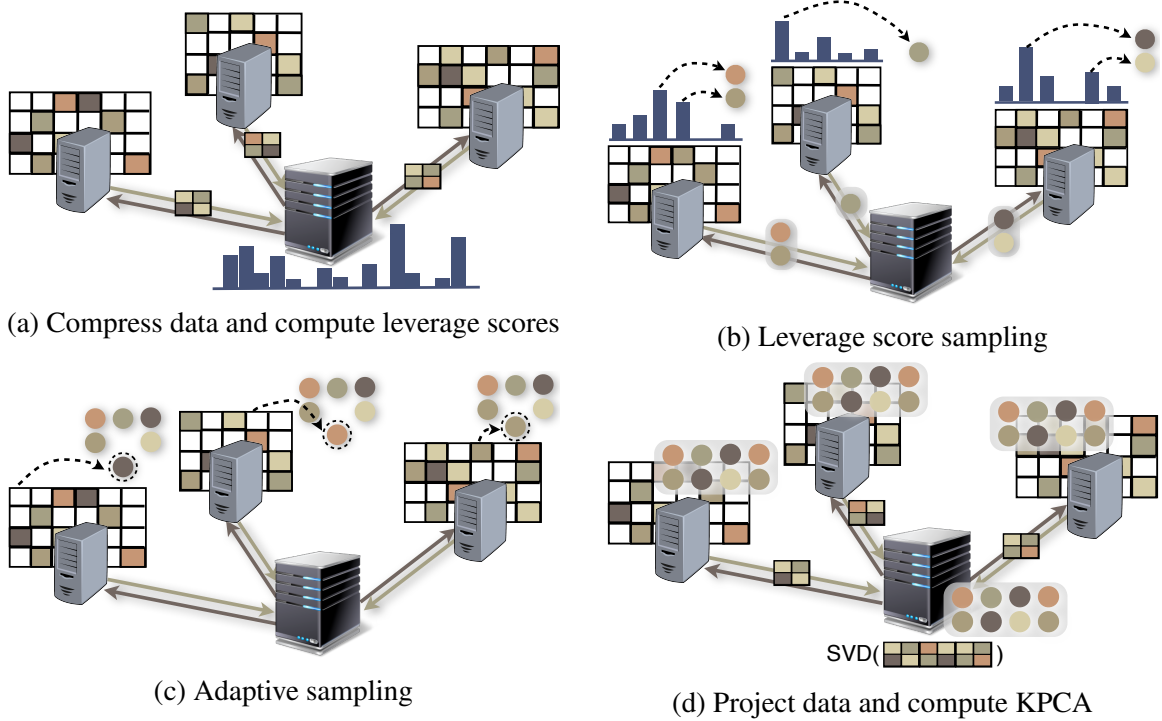 (a) Compress data and compute leverage scores
(b) Leverage score sampling
(c) Adaptive sampling
SVD( )
(d) Project data and compute KPCA